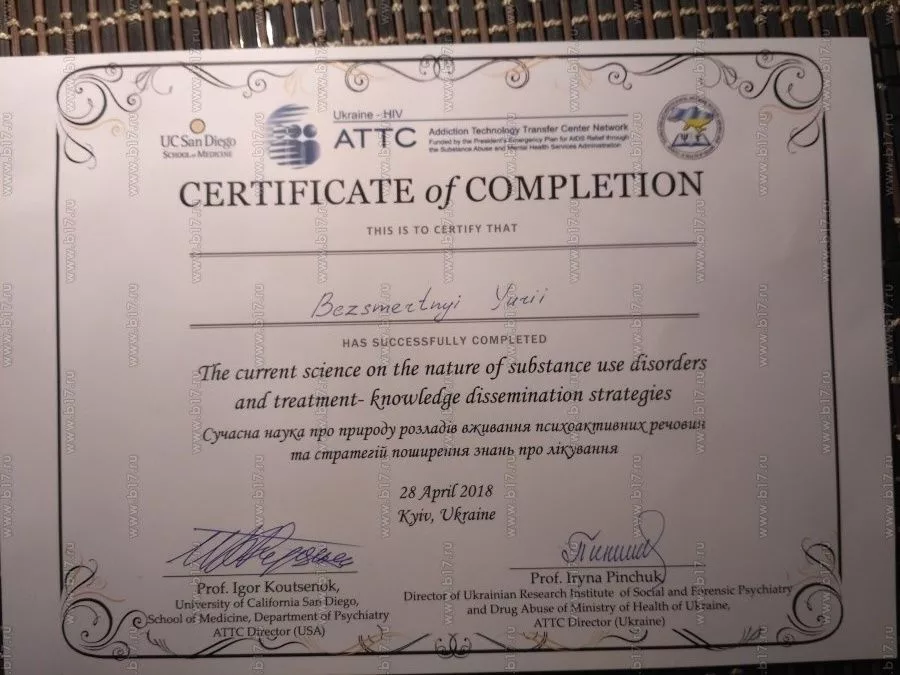 UC San Diego
SCHOOL of MEDICINE
Ukraine - HIV
ATTC
Addiction Technology Transfer Center Network
Funded by the President's Emergency Plan for AIDS Relief through
the Substance Abuse and Mental Health Services Administration
CERTIFICATE of COMPLETION
THIS IS TO CERTIFY THAT
Bezsmertnyi Yurii
HAS SUCCESSFULLY COMPLETED
The current science on the nature of substance use disorders
and treatment- knowledge dissemination strategies
Сучасна наука про природу розладів вживання психоактивних речовин
та стратегій поширення знань про лікування
28 April 2018
Kyiv, Ukraine
Prof. Igor Koutsenok,
University of California San Diego,
School of Medicine, Department of Psychiatry
ATTC Director (USA)
Prof. Iryna Pinchuk,
Director of Ukrainian Research Institute of Social and Forensic Psychiatry
and Drug Abuse of Ministry of Health of Ukraine,
ATTC Director (Ukraine)
www.b17.ru